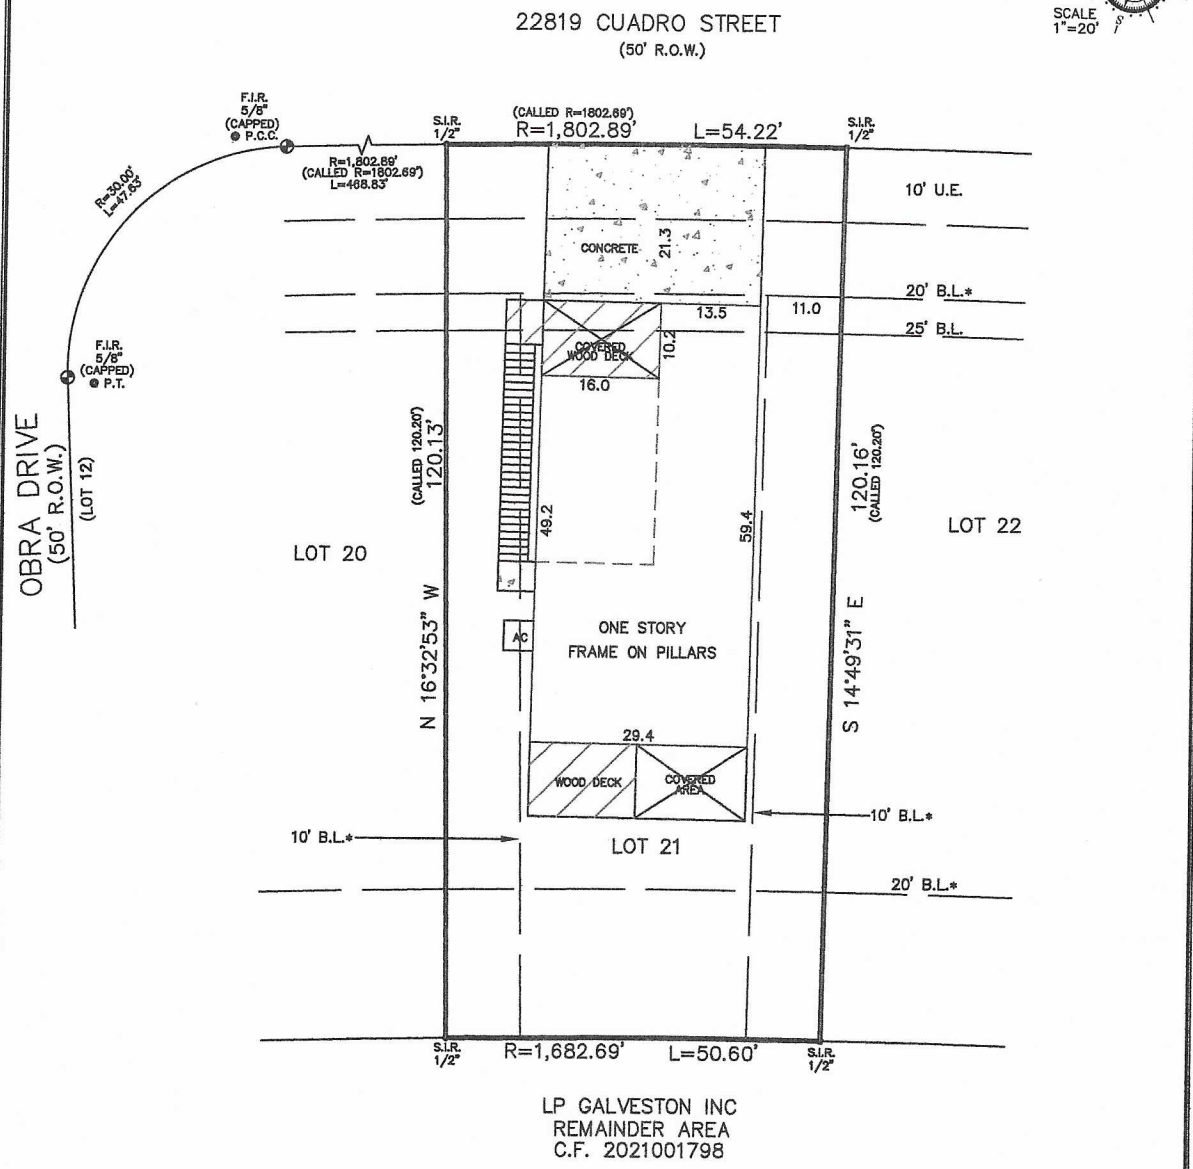 22819 CUADRO STREET
(50' R.O.W.)
SCALE
1"=20'
S
F.I.R.
5/8"
(CAPPED)
P.C.C.
R=30.00'
L=47.63'
R=1,802.89'
(CALLED R=1802.69')
L=468.83'
S.I.R.
1/2"
(CALLED R=1802.69')
R=1,802.89'
L=54.22'
S.I.R.
1/2"
10' U.E.
CONCRETE
21.3
20' B.L.*
13.5
11.0
25' B.L.
F.I.R.
5/8"
(CAPPED)
P.T.
COVERED
WOOD DECK
10.2
16.0
OBRA DRIVE
(50' R.O.W.)
(LOT 12)
(CALLED 120.20')
120.13'
120.16'
(CALLED 120.20')
49.2
59.4
LOT 20
LOT 22
N 16°32'53" W
S 14°49'31" E
AC
ONE STORY
FRAME ON PILLARS
29.4
WOOD DECK
COVERED
AREA
10' B.L.*
10' B.L.*
LOT 21
20' B.L.*
S.I.R.
1/2"
R=1,682.69'
L=50.60'
S.I.R.
1/2"
LP GALVESTON INC
REMAINDER AREA
C.F. 2021001798